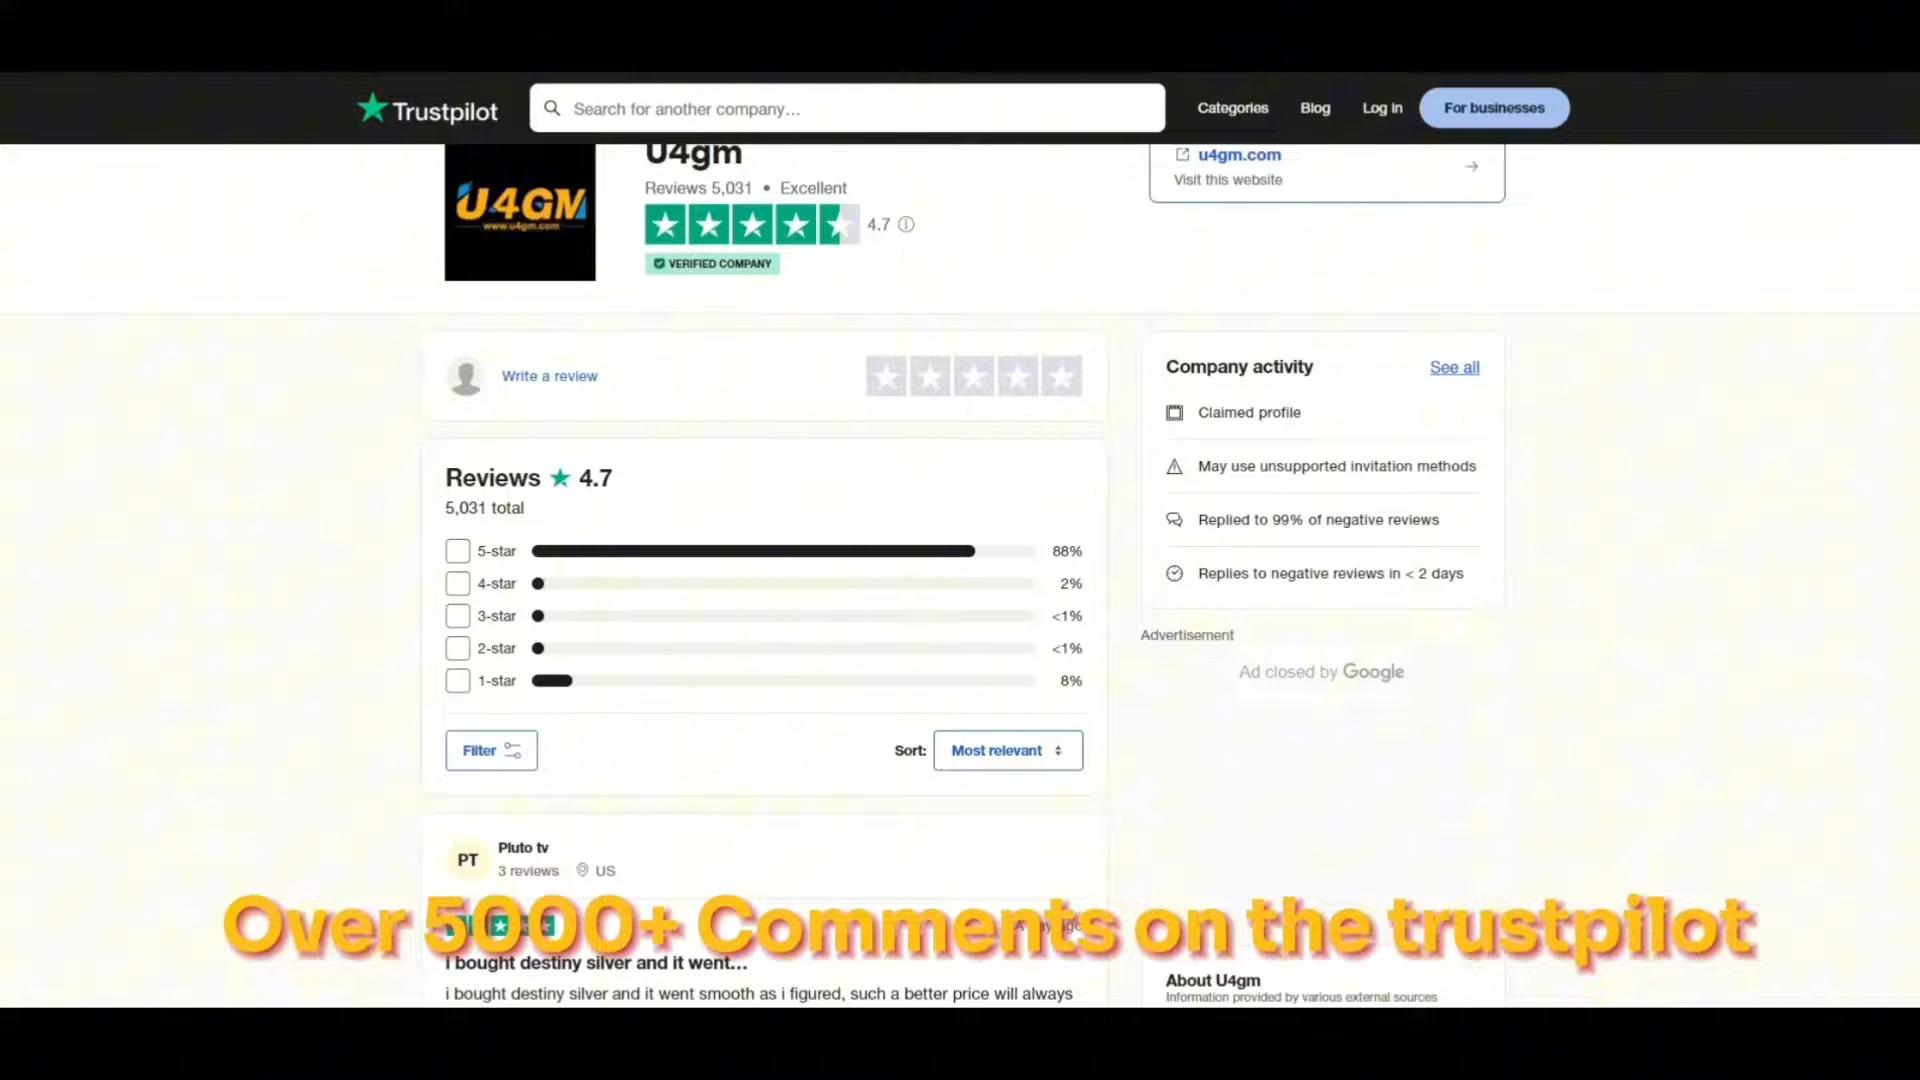 Trustpilot
Search for another company...
Categories
Blog
Log in
For businesses
U4GM
www.u4gm.com
U4gm
Reviews 5,031 • Excellent
4.7
VERIFIED COMPANY
u4gm.com
Visit this website
Write a review
Company activity
See all
Claimed profile
May use unsupported invitation methods
Replied to 99% of negative reviews
Replies to negative reviews in < 2 days
Advertisement
Ad closed by Google
Reviews ★ 4.7
5,031 total
5-star 88%
4-star 2%
3-star <1%
2-star <1%
1-star 8%
Filter
Sort: Most relevant
PT
Pluto tv
3 reviews US
Over 5000+ Comments on the trustpilot
i bought destiny silver and it went...
i bought destiny silver and it went smooth as i figured, such a better price will always
About U4gm
Information provided by various external sources